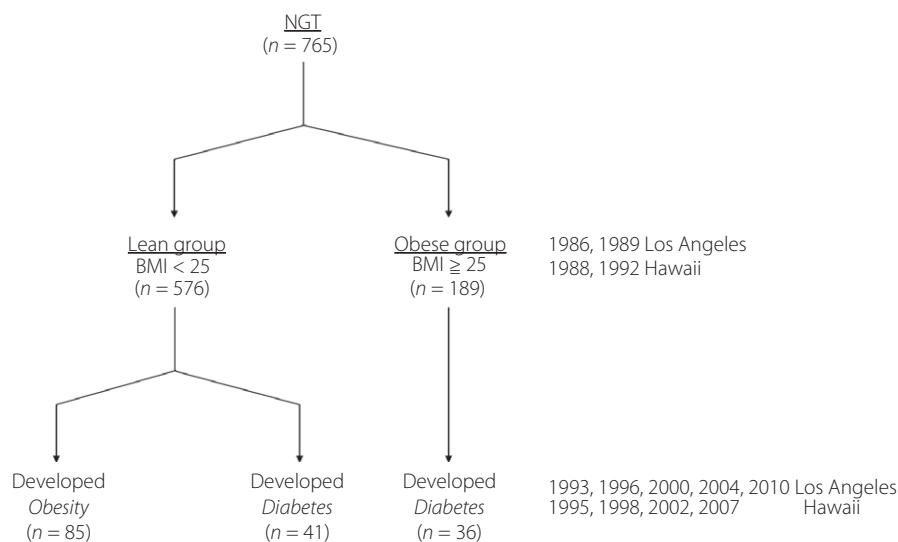 NGT
(n = 765)
Lean group
BMI < 25
(n = 576)
Obese group
BMI ≧ 25
(n = 189)
1986, 1989 Los Angeles
1988, 1992 Hawaii
Developed
Obesity
(n = 85)
Developed
Diabetes
(n = 41)
Developed
Diabetes
(n = 36)
1993, 1996, 2000, 2004, 2010 Los Angeles
1995, 1998, 2002, 2007 Hawaii